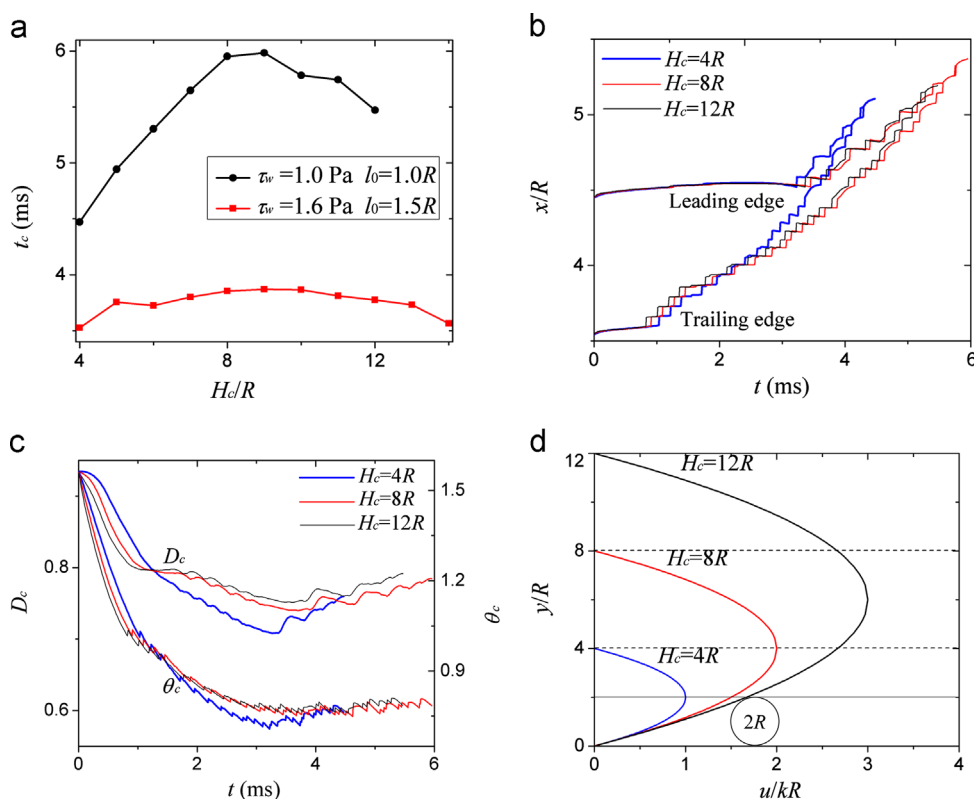 a
6
5
4
t_c (ms)
τ_w =1.0 Pa l_0=1.0R
τ_w =1.6 Pa l_0=1.5R
4 8 12
H_c/R
b
H_c=4R
H_c=8R
H_c=12R
5
4
x/R
Leading edge
Trailing edge
0 2 4 6
t (ms)
c
H_c=4R
H_c=8R
H_c=12R
0.8
0.6
D_c
1.5
1.2
0.9
θ_c
D_c
θ_c
0 2 4 6
t (ms)
d
12
8
4
0
y/R
H_c=12R
H_c=8R
H_c=4R
2R
0 1 2 3 4
u/kR